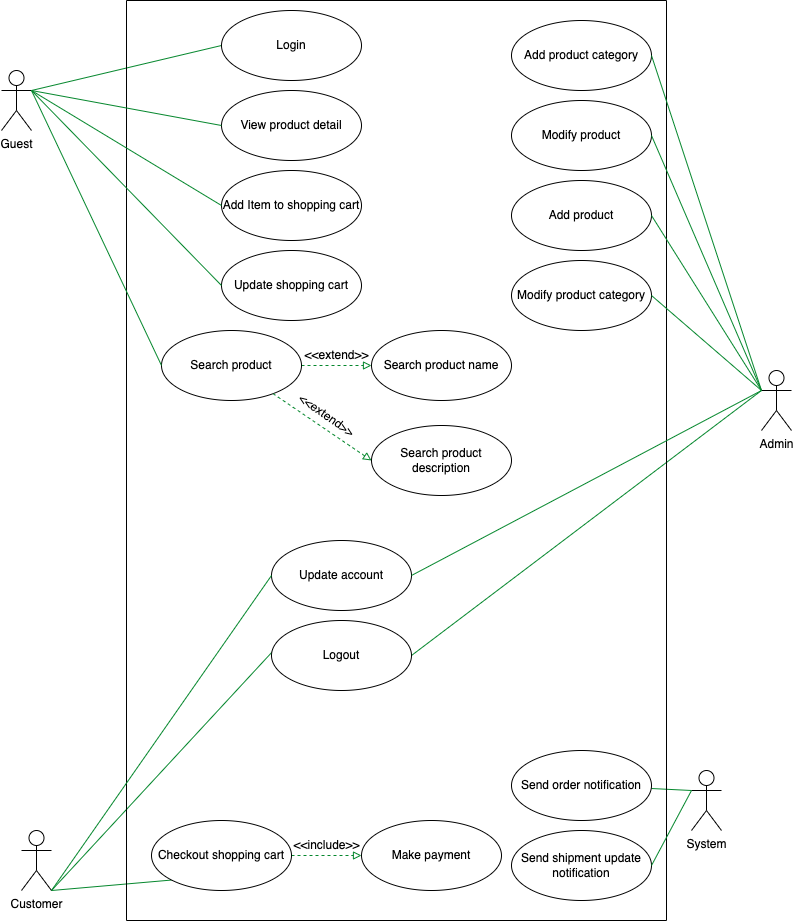 Login
Add product category
Guest
View product detail
Modify product
Add Item to shopping cart
Add product
Update shopping cart
Modify product category
Search product
<<extend>>
Search product name
<<extend>>
Search product
description
Admin
Update account
Logout
Send order notification
System
Checkout shopping cart
<<include>>
Make payment
Send shipment update
notification
Customer